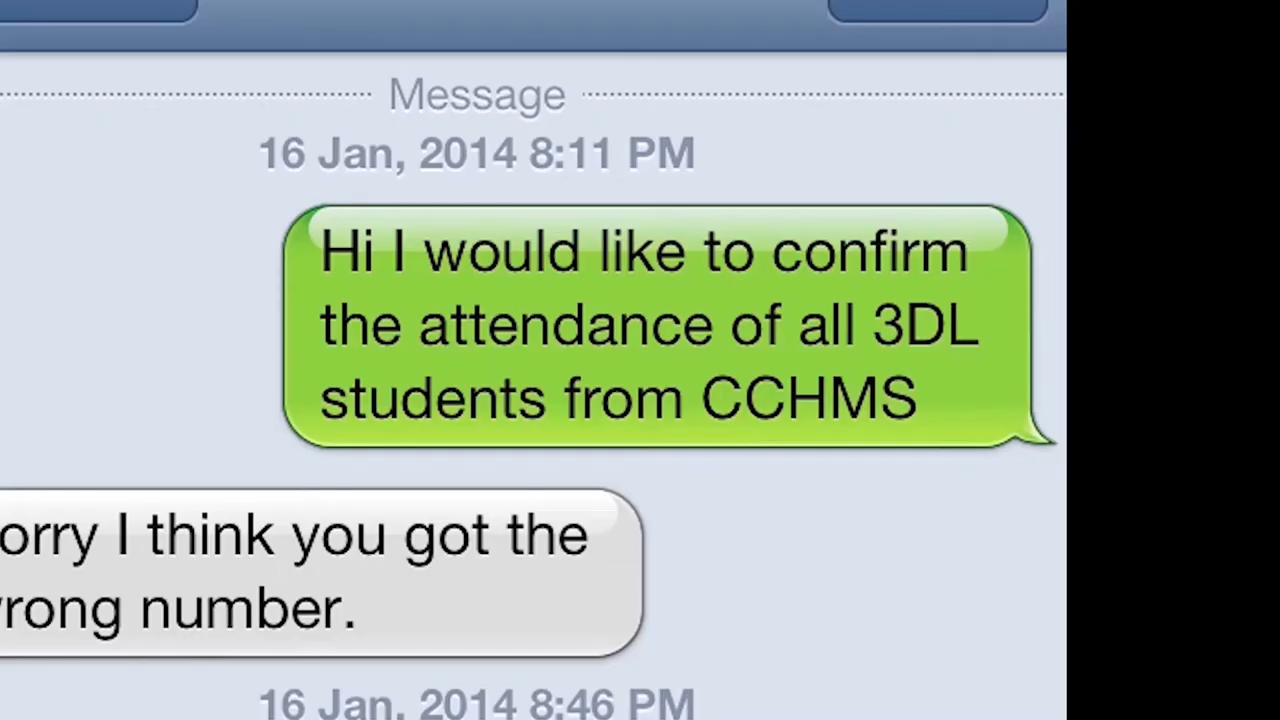 Message
16 Jan, 2014 8:11 PM
Hi I would like to confirm
the attendance of all 3DL
students from CCHMS
orry I think you got the
rong number.
16 Jan, 2014 8:46 PM